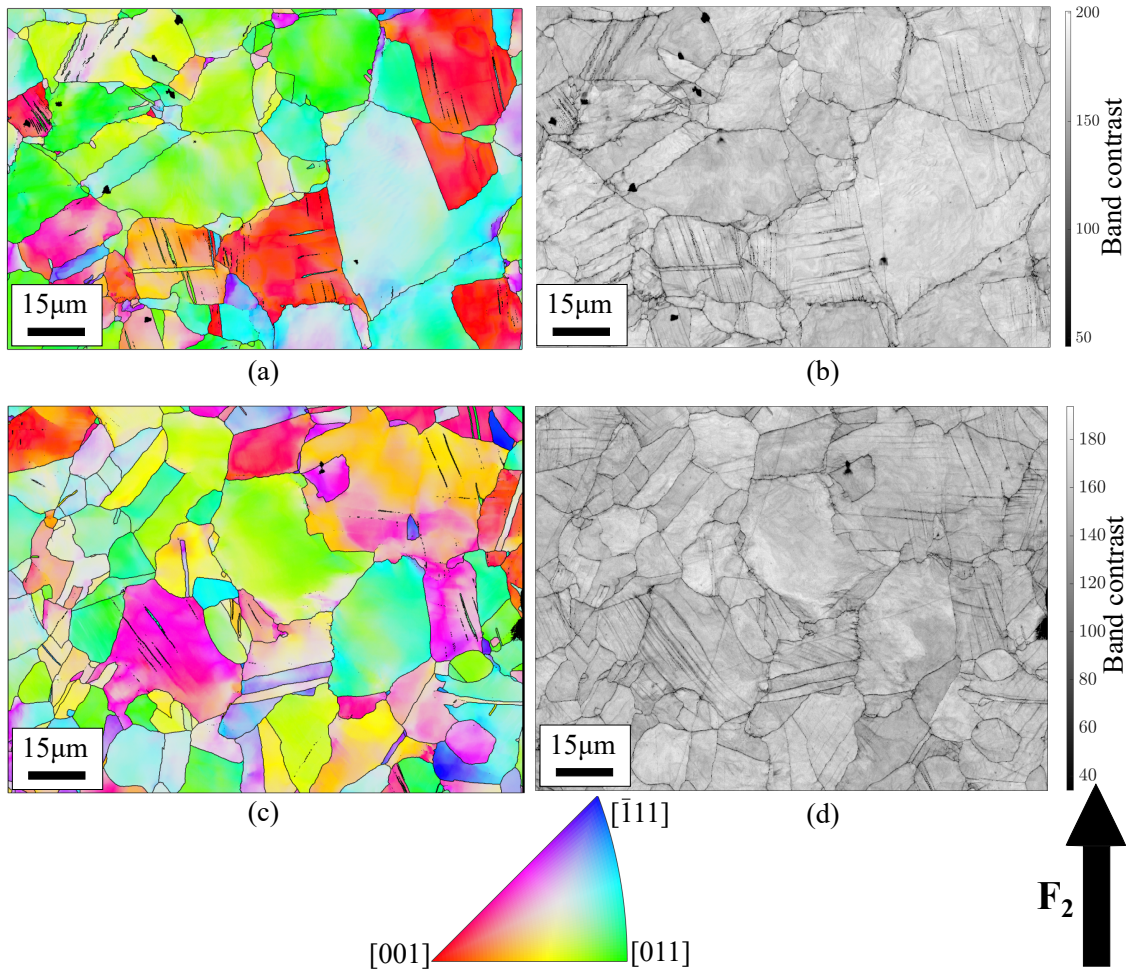 200
150
100
50
Band contrast
15μm
15μm
(a)
(b)
180
160
140
120
100
80
60
40
Band contrast
15μm
15μm
(c)
(d)
[1̄11]
[001]
[011]
F₂